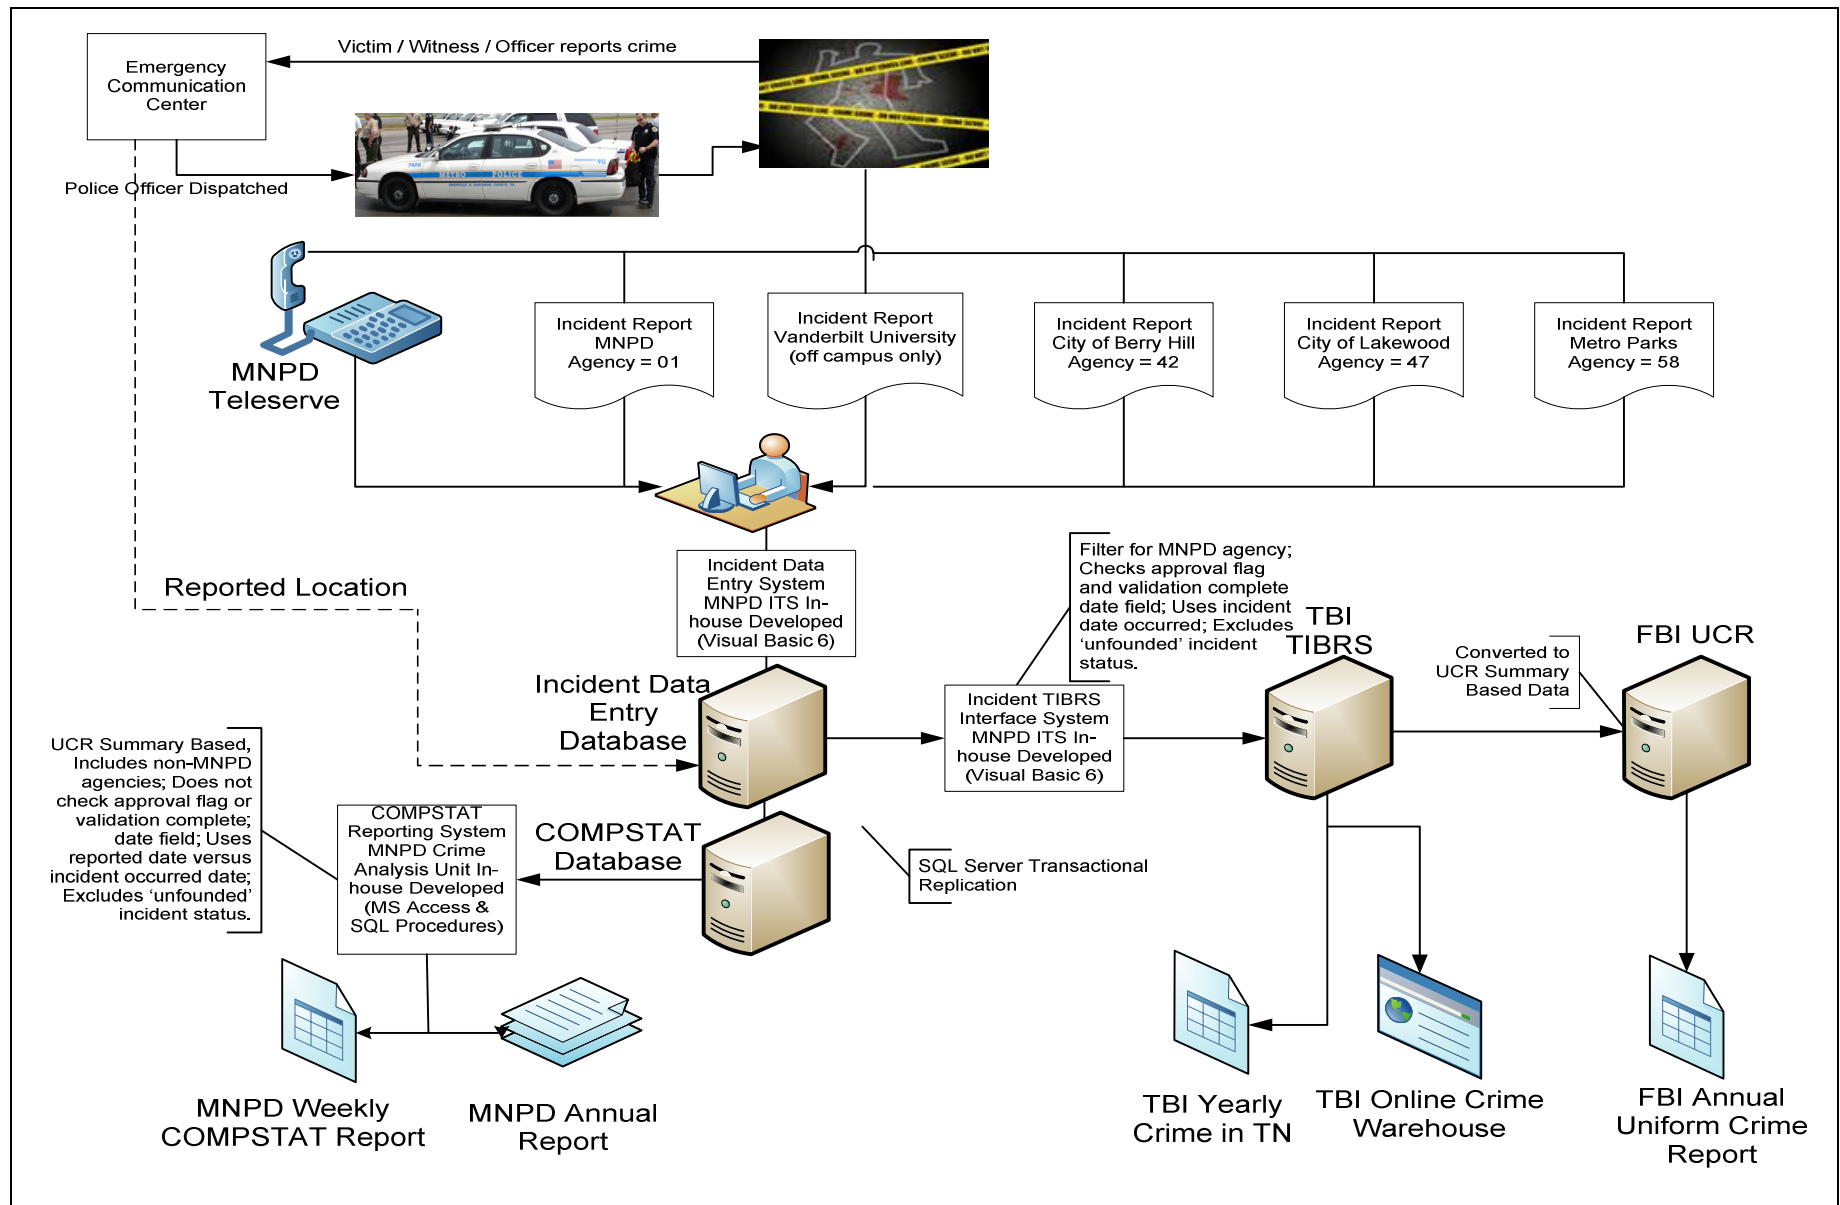 Victim / Witness / Officer reports crime
Emergency
Communication
Center
Police Officer Dispatched
METRO POLICE
MNPD
Teleserve
Incident Report
MNPD
Agency = 01
Incident Report
Vanderbilt University
(off campus only)
Incident Report
City of Berry Hill
Agency = 42
Incident Report
City of Lakewood
Agency = 47
Incident Report
Metro Parks
Agency = 58
Reported Location
Incident Data
Entry System
MNPD ITS In-
house Developed
(Visual Basic 6)
Filter for MNPD agency;
Checks approval flag
and validation complete
date field; Uses incident
date occurred; Excludes
‘unfounded’ incident
status.
Incident Data
Entry
Database
Incident TIBRS
Interface System
MNPD ITS In-
house Developed
(Visual Basic 6)
TBI
TIBRS
Converted to
UCR Summary
Based Data
FBI UCR
UCR Summary Based,
Includes non-MNPD
agencies; Does not
check approval flag or
validation complete;
date field; Uses
reported date versus
incident occurred date;
Excludes ‘unfounded’
incident status.
COMPSTAT
Reporting System
MNPD Crime
Analysis Unit In-
house Developed
(MS Access &
SQL Procedures)
COMPSTAT
Database
SQL Server Transactional
Replication
MNPD Weekly
COMPSTAT Report
MNPD Annual
Report
TBI Yearly
Crime in TN
TBI Online Crime
Warehouse
FBI Annual
Uniform Crime
Report